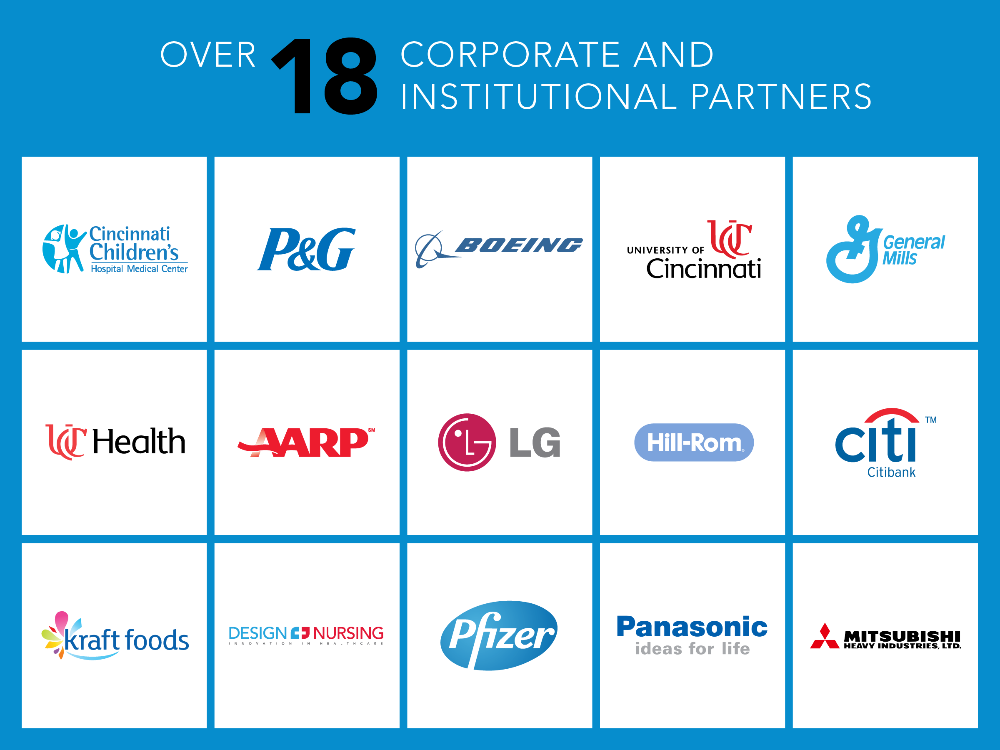 OVER 18 CORPORATE AND
INSTITUTIONAL PARTNERS
Cincinnati
Children's
Hospital Medical Center
P&G
BOEING
UNIVERSITY OF UC
Cincinnati
G General
Mills
UC Health
AARP SM
LG LG
Hill-Rom®
citi TM
Citibank
kraft foods
DESIGN NURSING
INNOVATION IN HEALTHCARE
Pfizer
Panasonic
ideas for life
MITSUBISHI
HEAVY INDUSTRIES, LTD.